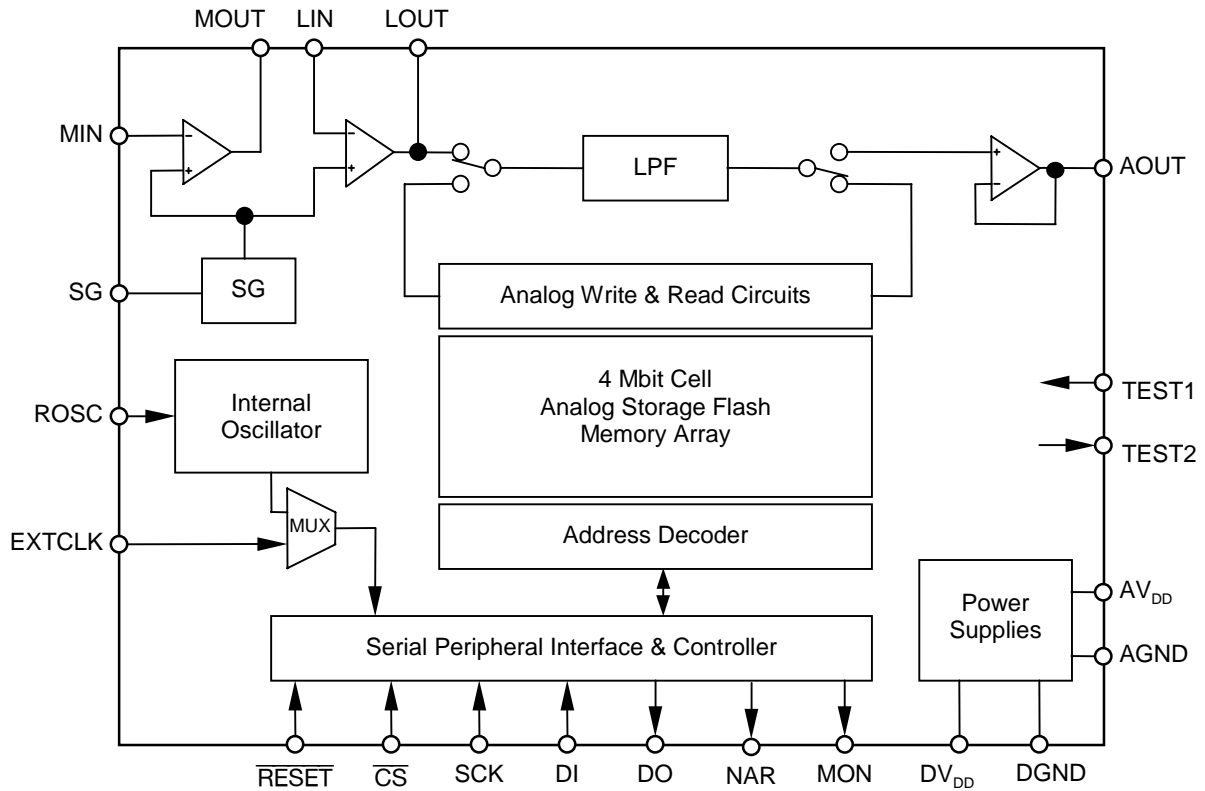 MOUT LIN LOUT
MIN
-
+
-
+
LPF
+
-
AOUT
SG
SG
Analog Write & Read Circuits
4 Mbit Cell
Analog Storage Flash
Memory Array
TEST1
TEST2
ROSC
Internal
Oscillator
MUX
EXTCLK
Address Decoder
Power
Supplies
AVDD
AGND
Serial Peripheral Interface & Controller
RESET CS SCK DI DO NAR MON DVDD DGND